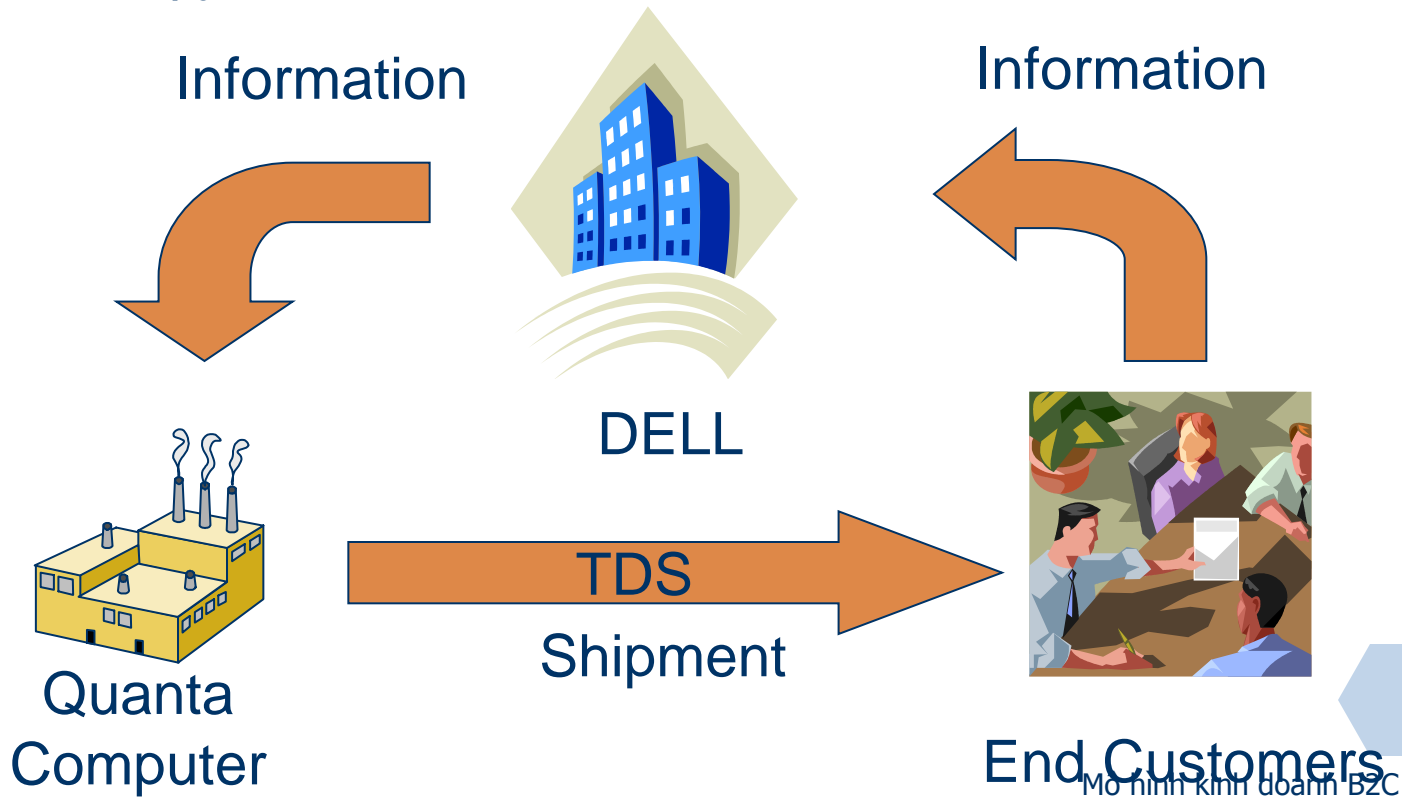 Information
Information
DELL
TDS
Shipment
Quanta
Computer
End Customers
Mô hình kinh doanh B2C